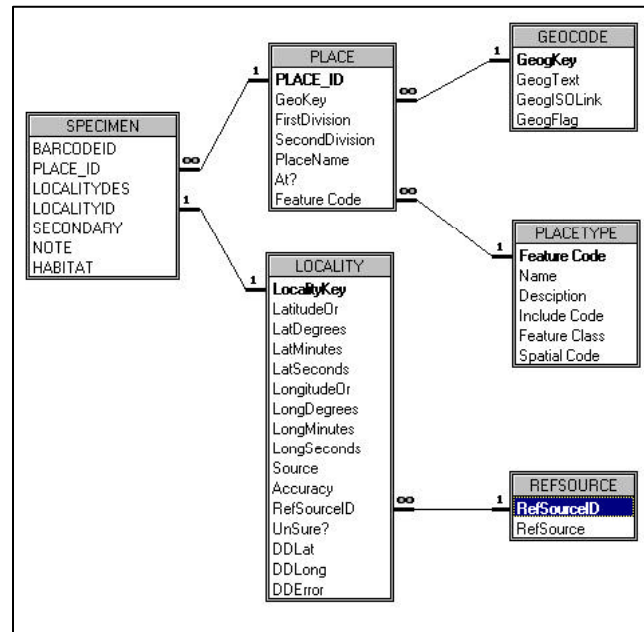 SPECIMEN
BARCODEID
PLACE_ID
LOCALITYDES
LOCALITYID
SECONDARY
NOTE
HABITAT
PLACE
PLACE_ID
GeoKey
FirstDivision
SecondDivision
PlaceName
At?
Feature Code
GEOCODE
GeogKey
GeogText
GeogISOLink
GeogFlag
PLACETYPE
Feature Code
Name
Desciption
Include Code
Feature Class
Spatial Code
LOCALITY
LocalityKey
LatitudeOr
LatDegrees
LatMinutes
LatSeconds
LongitudeOr
LongDegrees
LongMinutes
LongSeconds
Source
Accuracy
RefSourceID
UnSure?
DDLat
DDLong
DDError
REFSOURCE
RefSourceID
RefSource
1
∞
1
∞
∞
1
1
1
∞
1